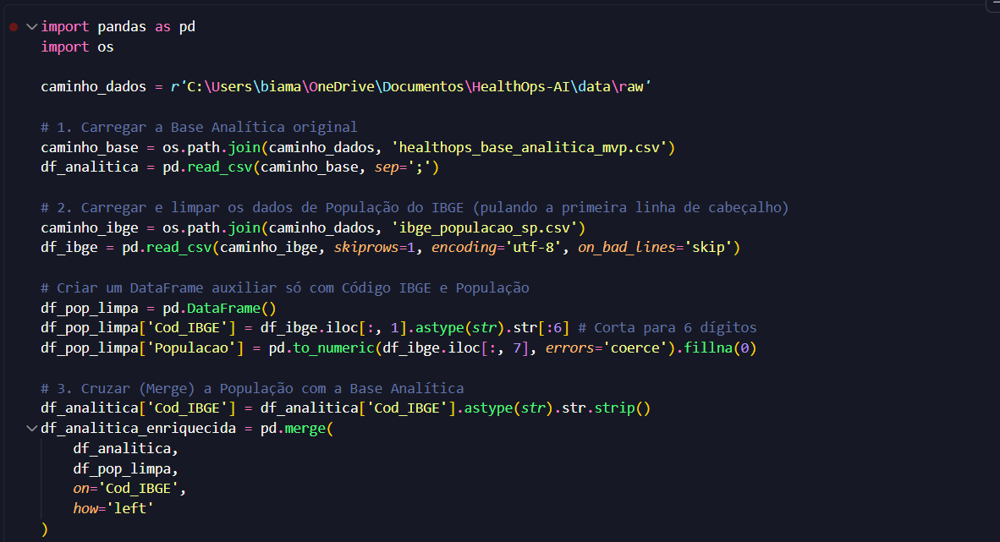 import pandas as pd
import os
caminho_dados = r'C:\Users\biama\OneDrive\Documentos\HealthOps-AI\data\raw'
# 1. Carregar a Base Analítica original
caminho_base = os.path.join(caminho_dados, 'healthops_base_analitica_mvp.csv')
df_analitica = pd.read_csv(caminho_base, sep=';')
# 2. Carregar e limpar os dados de População do IBGE (pulando a primeira linha de cabeçalho)
caminho_ibge = os.path.join(caminho_dados, 'ibge_populacao_sp.csv')
df_ibge = pd.read_csv(caminho_ibge, skiprows=1, encoding='utf-8', on_bad_lines='skip')
# Criar um DataFrame auxiliar só com Código IBGE e População
df_pop_limpa = pd.DataFrame()
df_pop_limpa['Cod_IBGE'] = df_ibge.iloc[:, 1].astype(str).str[:6] # Corta para 6 dígitos
df_pop_limpa['Populacao'] = pd.to_numeric(df_ibge.iloc[:, 7], errors='coerce').fillna(0)
# 3. Cruzar (Merge) a População com a Base Analítica
df_analitica['Cod_IBGE'] = df_analitica['Cod_IBGE'].astype(str).str.strip()
df_analitica_enriquecida = pd.merge(
    df_analitica,
    df_pop_limpa,
    on='Cod_IBGE',
    how='left'
)